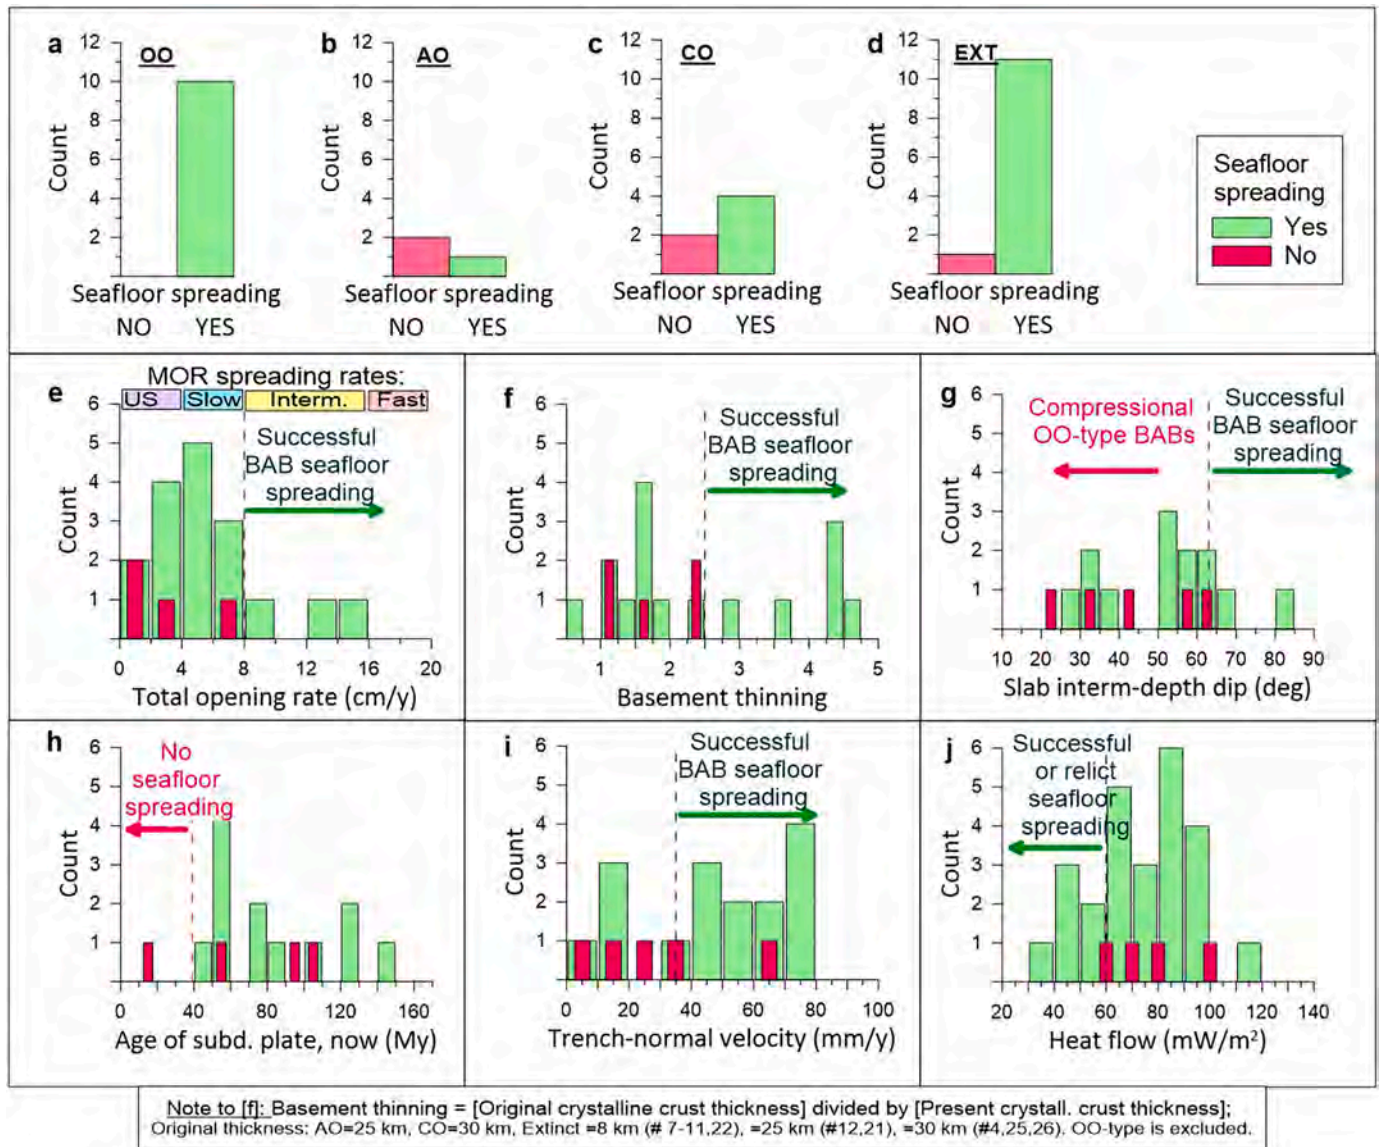 a
12
10
8
6
4
2
Count
OO
Seafloor spreading
NO YES
b
12
10
8
6
4
2
Count
AO
Seafloor spreading
NO YES
c
12
10
8
6
4
2
Count
CO
Seafloor spreading
NO YES
d
12
10
8
6
4
2
Count
EXT
Seafloor spreading
NO YES
Seafloor
spreading
Yes
No
e
MOR spreading rates:
US Slow Interm. Fast
Successful
BAB seafloor
spreading
6
5
4
3
2
1
Count
0 4 8 12 16 20
Total opening rate (cm/y)
f
Successful
BAB seafloor
spreading
6
5
4
3
2
1
Count
1 2 3 4 5
Basement thinning
g
Compressional
OO-type BABs
Successful
BAB seafloor
spreading
6
5
4
3
2
1
Count
10 20 30 40 50 60 70 80 90
Slab interm-depth dip (deg)
h
No
seafloor
spreading
6
5
4
3
2
1
Count
0 40 80 120 160
Age of subd. plate, now (My)
i
Successful
BAB seafloor
spreading
6
5
4
3
2
1
Count
0 20 40 60 80 100
Trench-normal velocity (mm/y)
j
Successful
or relict
seafloor
spreading
6
5
4
3
2
1
Count
20 40 60 80 100 140
Heat flow (mW/m²)
Note to [f]: Basement thinning = [Original crystalline crust thickness] divided by [Present crystall. crust thickness];
Original thickness: AO=25 km, CO=30 km, Extinct =8 km (# 7-11,22), =25 km (#12,21), =30 km (#4,25,26). OO-type is excluded.